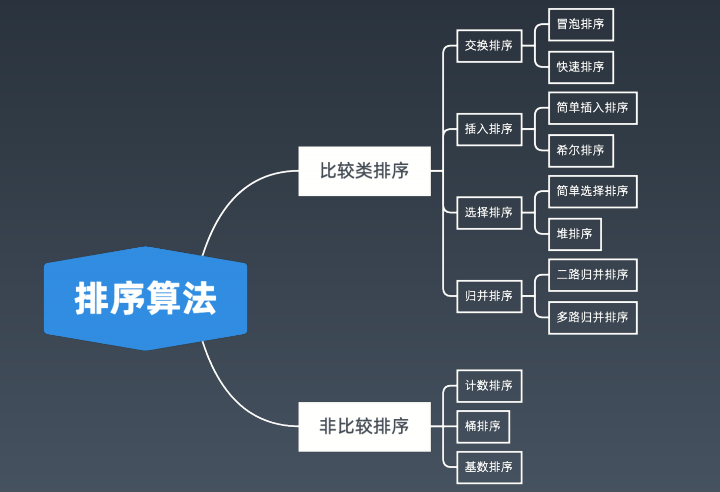 排序算法
比较类排序
交换排序
冒泡排序
快速排序
插入排序
简单插入排序
希尔排序
选择排序
简单选择排序
堆排序
归并排序
二路归并排序
多路归并排序
非比较排序
计数排序
桶排序
基数排序